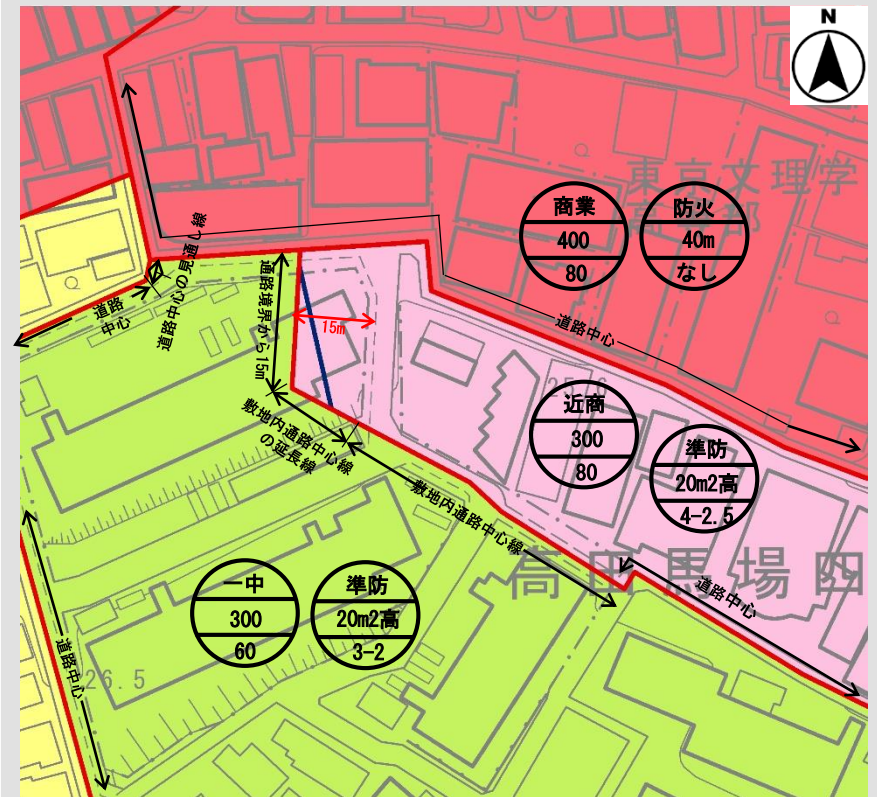 N
東京文理学
商業
400
80
防火
40m
なし
道路中心の見通し線
道路
中心
通路境界から15m
15m
道路中心
近商
300
80
準防
20m2高
4-2.5
敷地内通路中心線
の延長線
敷地内通路中心線
高田馬場四
道路中心
一中
300
60
準防
20m2高
3-2
道路中心
26.5